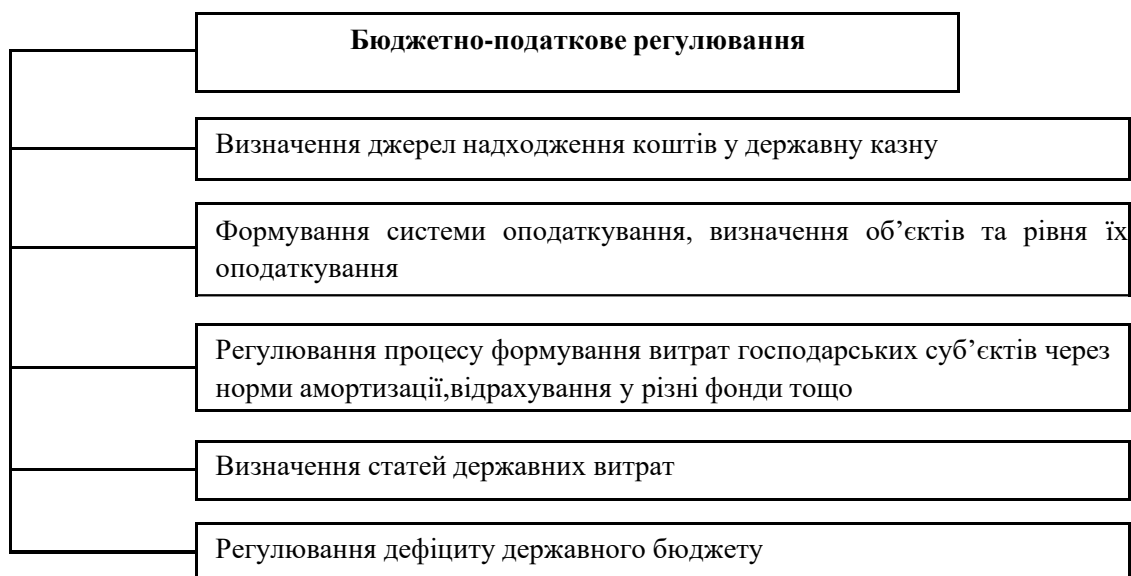 Бюджетно-податкове регулювання
Визначення джерел надходження коштів у державну казну
Формування системи оподаткування, визначення об’єктів та рівня їх
оподаткування
Регулювання процесу формування витрат господарських суб’єктів через
норми амортизації,відрахування у різні фонди тощо
Визначення статей державних витрат
Регулювання дефіциту державного бюджету